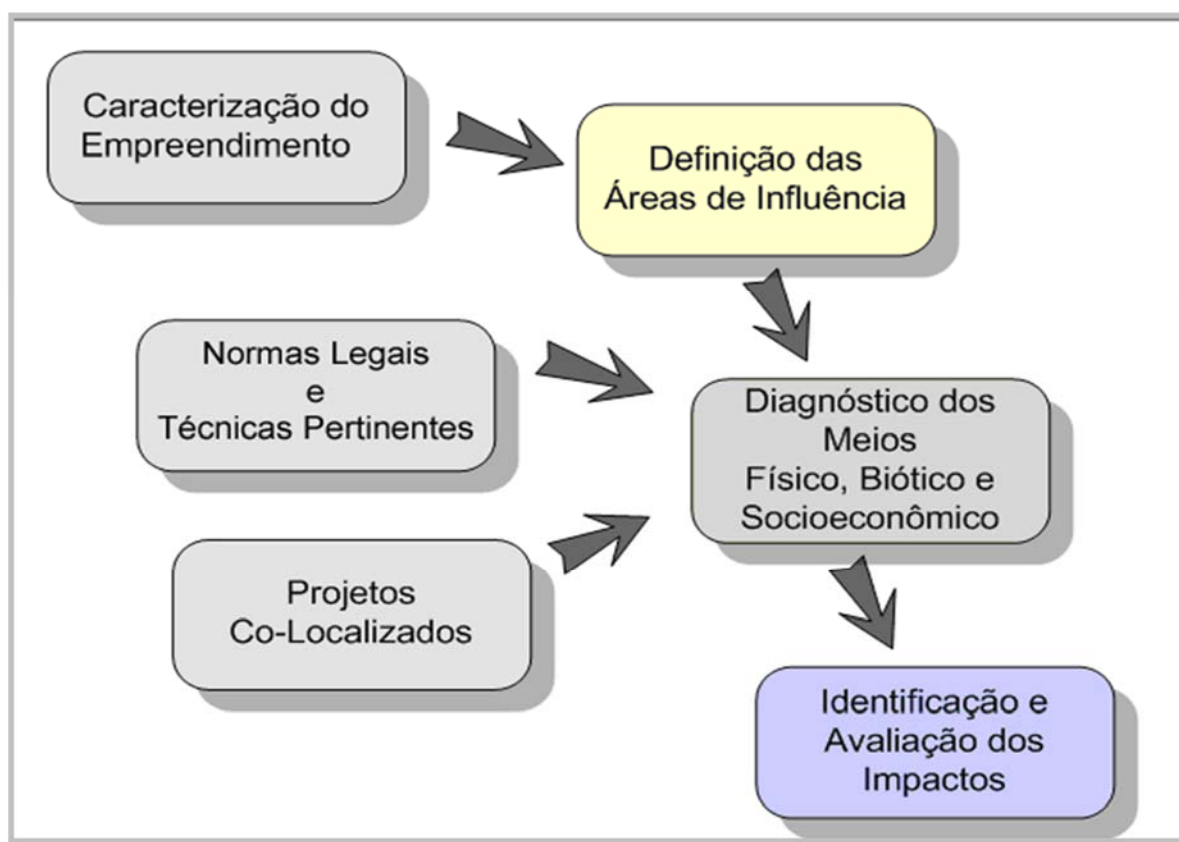 Caracterização do
Empreendimento
Definição das
Áreas de Influência
Normas Legais
e
Técnicas Pertinentes
Diagnóstico dos
Meios
Físico, Biótico e
Socioeconômico
Projetos
Co-Localizados
Identificação e
Avaliação dos
Impactos